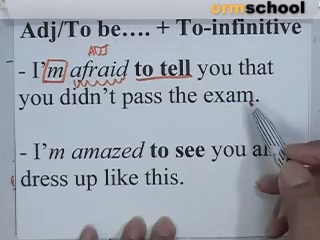 ormschool
Adj/To be.... + To-infinitive
ADJ
- I'm afraid to tell you that
you didn't pass the exam.
- I'm amazed to see you
dress up like this.